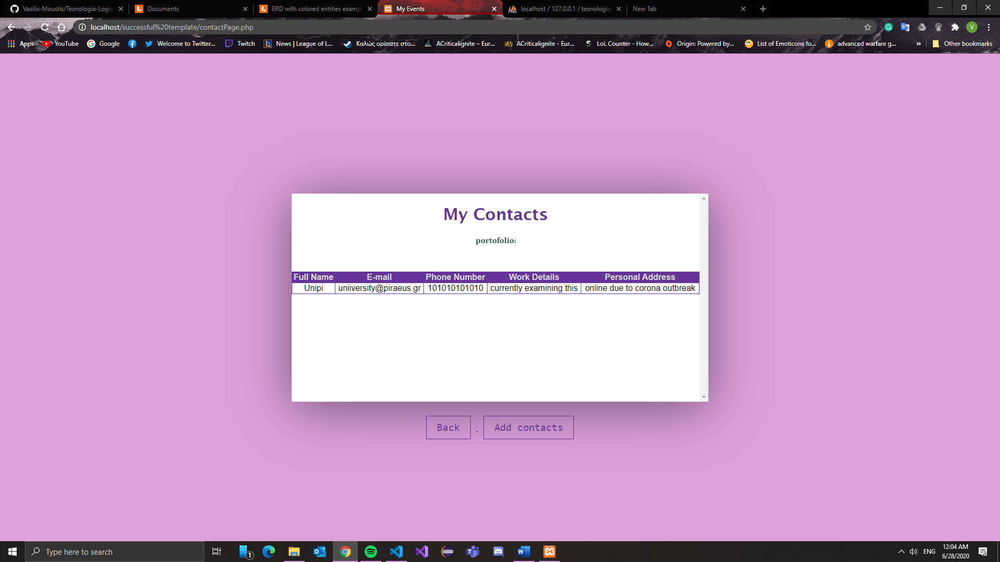 Vasilis-Moustis/Texnologia-Logis
Documents
ERD with colored entities exampl
My Events
localhost / 127.0.0.1 / texnologia
New Tab
localhost/successful%20template/contactPage.php
V
Apps
YouTube
Google
Welcome to Twitter...
Twitch
News | League of L...
Καλώς ορίσατε στο...
ACriticalignite – Eur...
ACriticalignite - Eur...
S
LoL Counter - How...
Origin: Powered by...
List of Emoticons fo...
advanced warfare g...
»
Other bookmarks
My Contacts
portofolio:
Full Name E-mail Phone Number Work Details Personal Address
Unipi uniiversity@piraeus.gr 101010101010 currently examining this online due to corona outbreak
Back - Add contacts
Type here to search
1
ENG
12:04 AM
6/28/2020